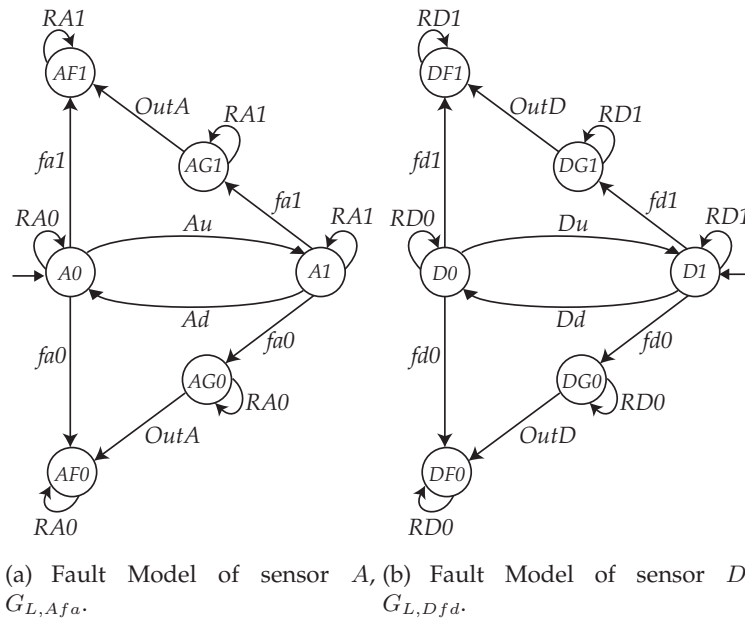 RA1
AF1
OutA
RA1
AG1
fa1
fa1
RA0
RA1
Au
A0
A1
Ad
fa0
fa0
AG0
RA0
OutA
AF0
RA0
RD1
DF1
OutD
RD1
DG1
fd1
fd1
RD0
RD1
Du
D0
D1
Dd
fd0
fd0
DG0
RD0
OutD
DF0
RD0
(a) Fault Model of sensor A,
G_{L,Afa}.
(b) Fault Model of sensor D
G_{L,Dfd}.